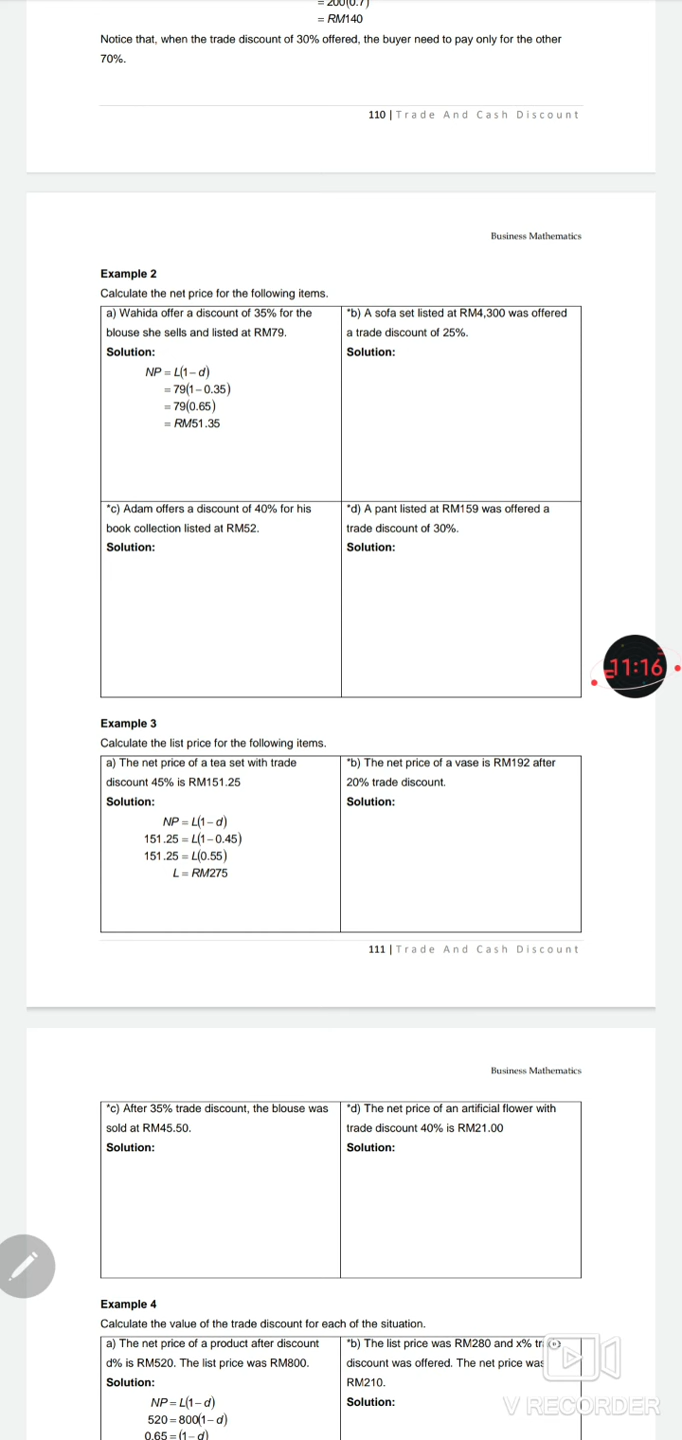 = 200(0.7)
= RM140
Notice that, when the trade discount of 30% offered, the buyer need to pay only for the other
70%.
110 | Trade And Cash Discount
Business Mathematics
Example 2
Calculate the net price for the following items.
a) Wahida offer a discount of 35% for the
blouse she sells and listed at RM79.
Solution:
NP = L(1 – d)
= 79(1 – 0.35)
= 79(0.65)
= RM51.35
*b) A sofa set listed at RM4,300 was offered
a trade discount of 25%.
Solution:
*c) Adam offers a discount of 40% for his
book collection listed at RM52.
Solution:
*d) A pant listed at RM159 was offered a
trade discount of 30%.
Solution:
11:16
Example 3
Calculate the list price for the following items.
a) The net price of a tea set with trade
discount 45% is RM151.25
Solution:
NP = L(1 – d)
151.25 = L(1 – 0.45)
151.25 = L(0.55)
L = RM275
*b) The net price of a vase is RM192 after
20% trade discount.
Solution:
111 | Trade And Cash Discount
Business Mathematics
*c) After 35% trade discount, the blouse was
sold at RM45.50.
Solution:
*d) The net price of an artificial flower with
trade discount 40% is RM21.00
Solution:
Example 4
Calculate the value of the trade discount for each of the situation.
a) The net price of a product after discount
d% is RM520. The list price was RM800.
Solution:
NP = L(1 – d)
520 = 800(1 – d)
0.65 = (1 – d)
*b) The list price was RM280 and x%
discount was offered. The net price was
RM210.
Solution:
V RECORDER